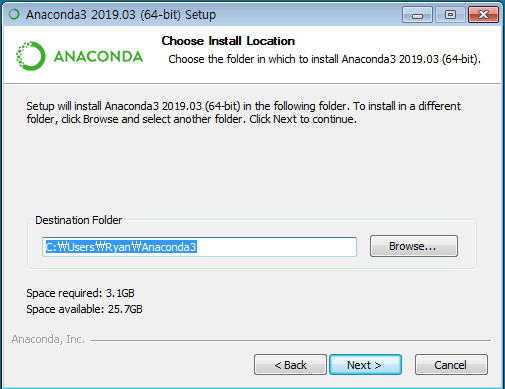 Anaconda3 2019.03 (64-bit) Setup
ANACONDA
Choose Install Location
Choose the folder in which to install Anaconda3 2019.03 (64-bit).
Setup will install Anaconda3 2019.03 (64-bit) in the following folder. To install in a different
folder, click Browse and select another folder. Click Next to continue.
Destination Folder
C:₩Users₩Ryan₩Anaconda3
Browse...
Space required: 3.1GB
Space available: 25.7GB
Anaconda, Inc.
< Back
Next >
Cancel